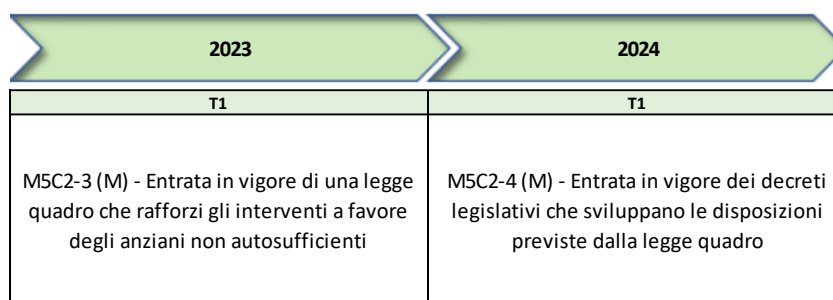 2023
2024
T1
T1
M5C2-3 (M) - Entrata in vigore di una legge
quadro che rafforzi gli interventi a favore
degli anziani non autosufficienti
M5C2-4 (M) - Entrata in vigore dei decreti
legislativi che sviluppano le disposizioni
previste dalla legge quadro